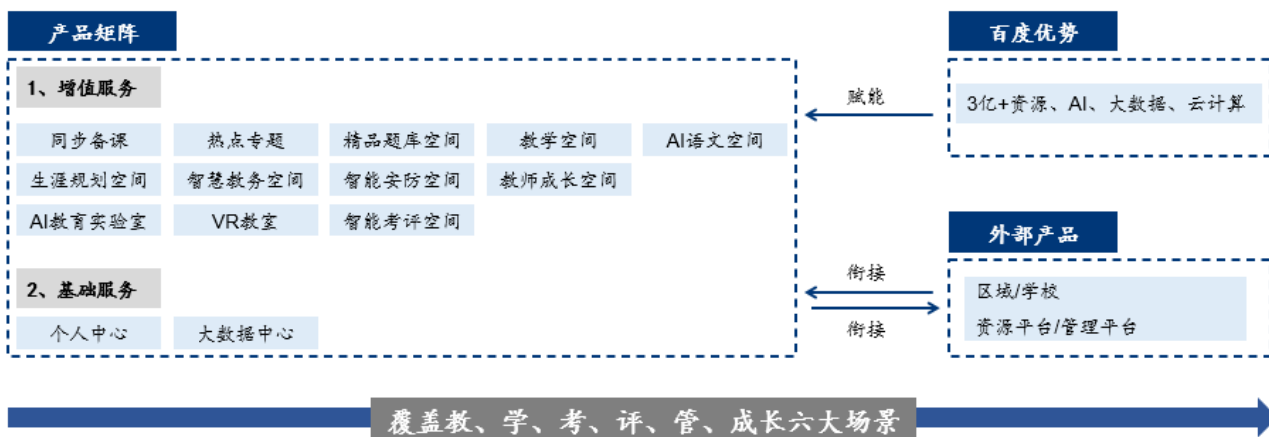 产品矩阵
1、增值服务
同步备课 热点专题 精品题库空间 教学空间 AI语文空间
生涯规划空间 智慧教务空间 智能安防空间 教师成长空间
AI教育实验室 VR教室 智能考评空间
2、基础服务
个人中心 大数据中心
赋能
衔接
衔接
百度优势
3亿+资源、AI、大数据、云计算
外部产品
区域/学校
资源平台/管理平台
覆盖教、学、考、评、管、成长六大场景